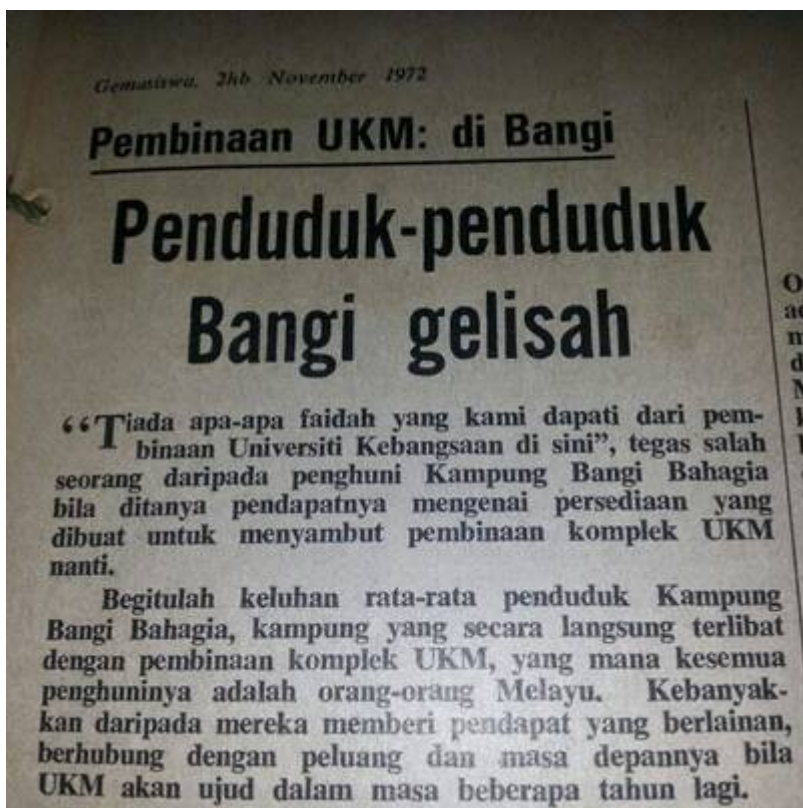 Gemasiswa, 2hb November 1972
Pembinaan UKM: di Bangi
Penduduk-penduduk
Bangi gelisah
“Tiada apa-apa faidah yang kami dapati dari pem-
binaan Universiti Kebangsaan di sini”, tegas salah
seorang daripada penghuni Kampung Bangi Bahagia
bila ditanya pendapatnya mengenai persediaan yang
dibuat untuk menyambut pembinaan komplek UKM
nanti.
Begitulah keluhan rata-rata penduduk Kampung
Bangi Bahagia, kampung yang secara langsung terlibat
dengan pembinaan komplek UKM, yang mana kesemua
penghuninya adalah orang-orang Melayu. Kebanyak-
kan daripada mereka memberi pendapat yang berlainan,
berhubung dengan peluang dan masa depannya bila
UKM akan ujud dalam masa beberapa tahun lagi.